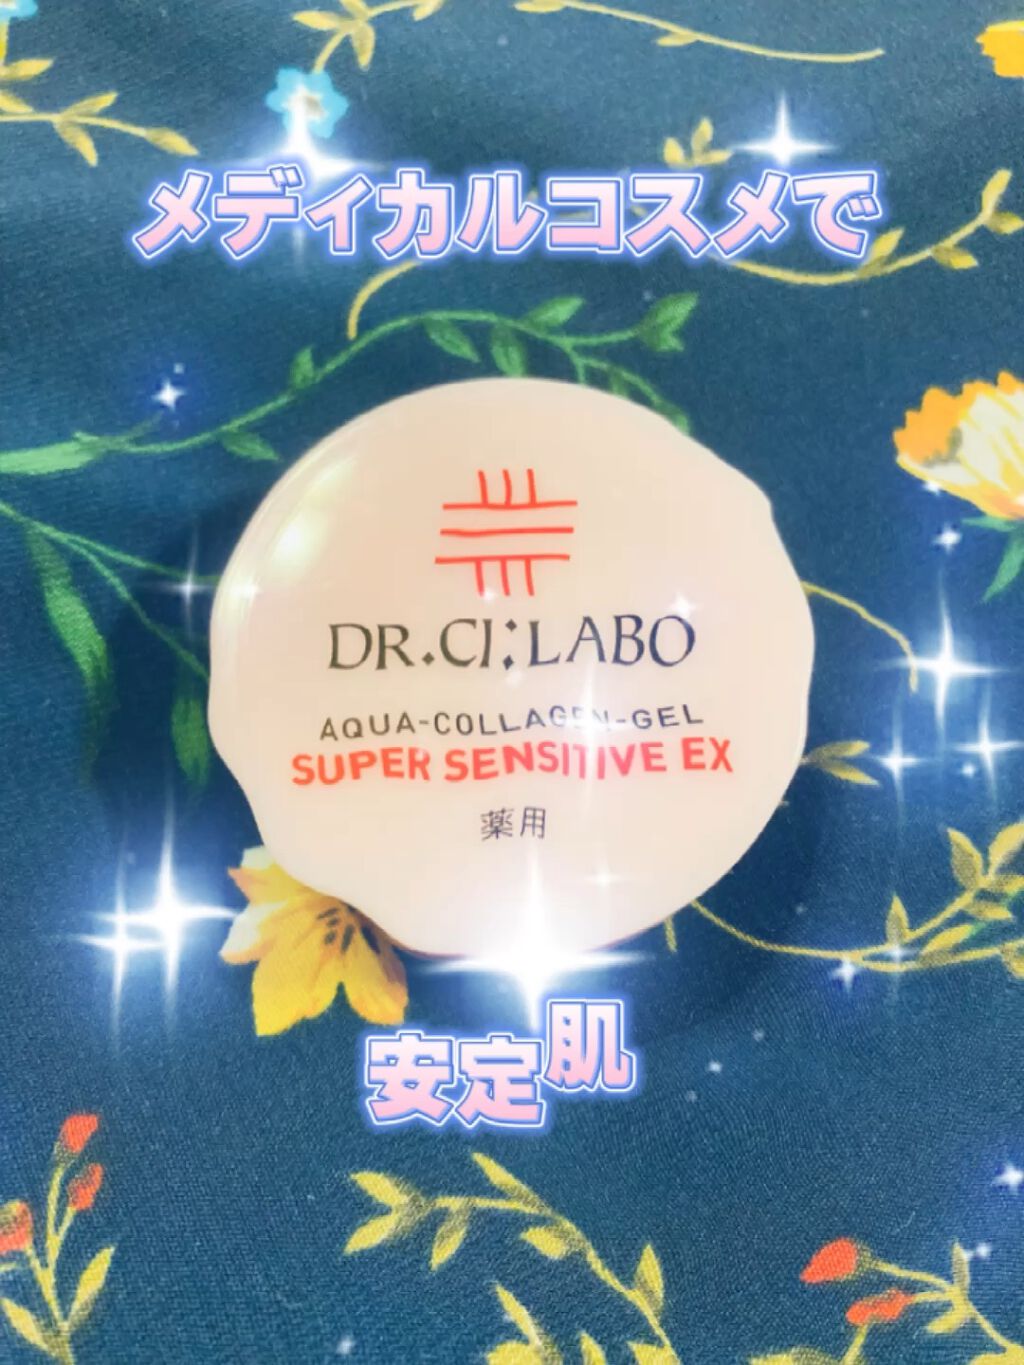 メディカルコスメで
DR.CI:LABO
AQUA-COLLAGEN-GEL
SUPER SENSITIVE EX
薬用
安定肌